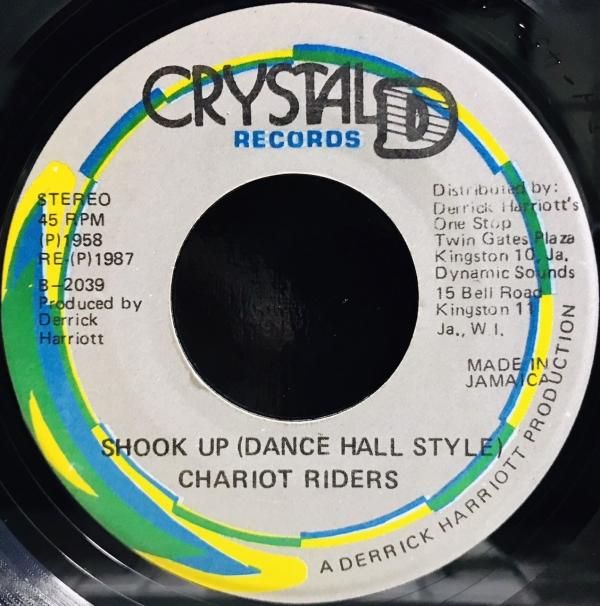 CRYSTAL D
RECORDS
STEREO
45 RPM
(P)1958
RE-(P)1987
B-2039
Produced by
Derrick
Harriott
Distributed by:
Derrick Harriott's
One Stop
Twin Gates Plaza
Kingston 10, Ja.
Dynamic Sounds
15 Bell Road
Kingston 11
Ja., W I.
MADE IN
JAMAICA
SHOOK UP (DANCE HALL STYLE)
CHARIOT RIDERS
A DERRICK HARRIOTT PRODUCTION